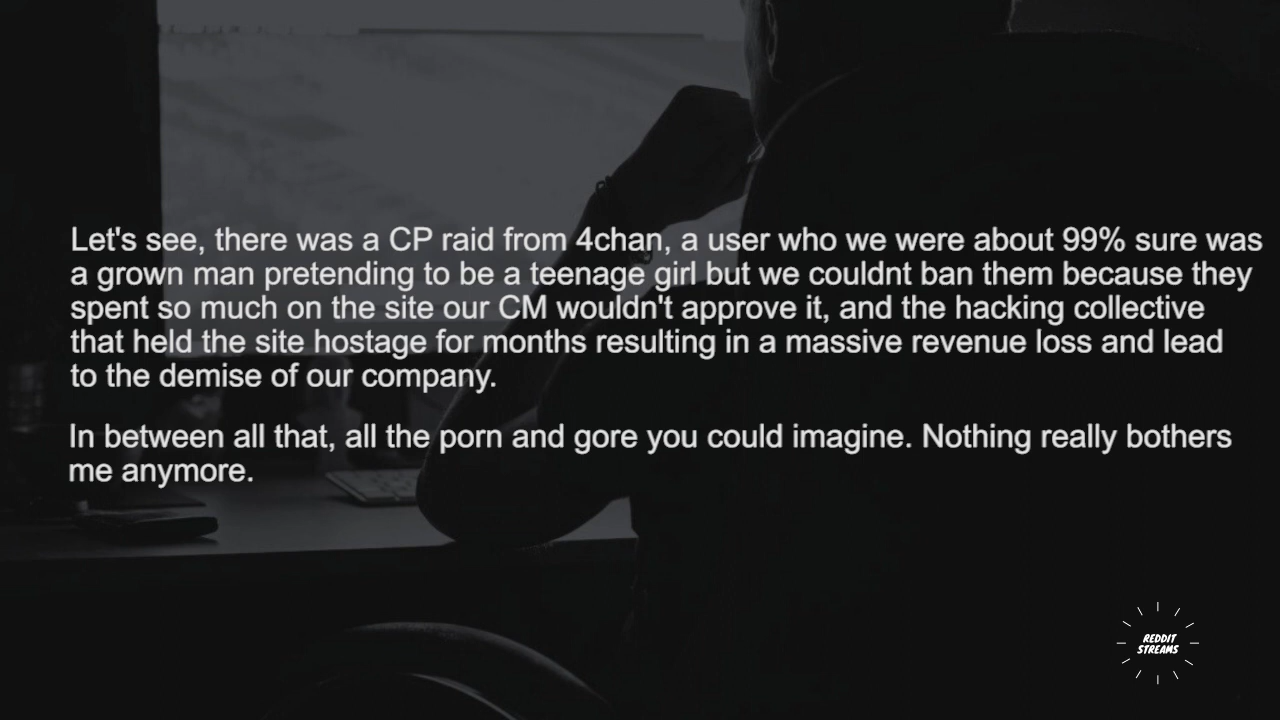 Let's see, there was a CP raid from 4chan, a user who we were about 99% sure was
a grown man pretending to be a teenage girl but we couldnt ban them because they
spent so much on the site our CM wouldn't approve it, and the hacking collective
that held the site hostage for months resulting in a massive revenue loss and lead
to the demise of our company.
In between all that, all the porn and gore you could imagine. Nothing really bothers
me anymore.
REDDIT
STREAMS